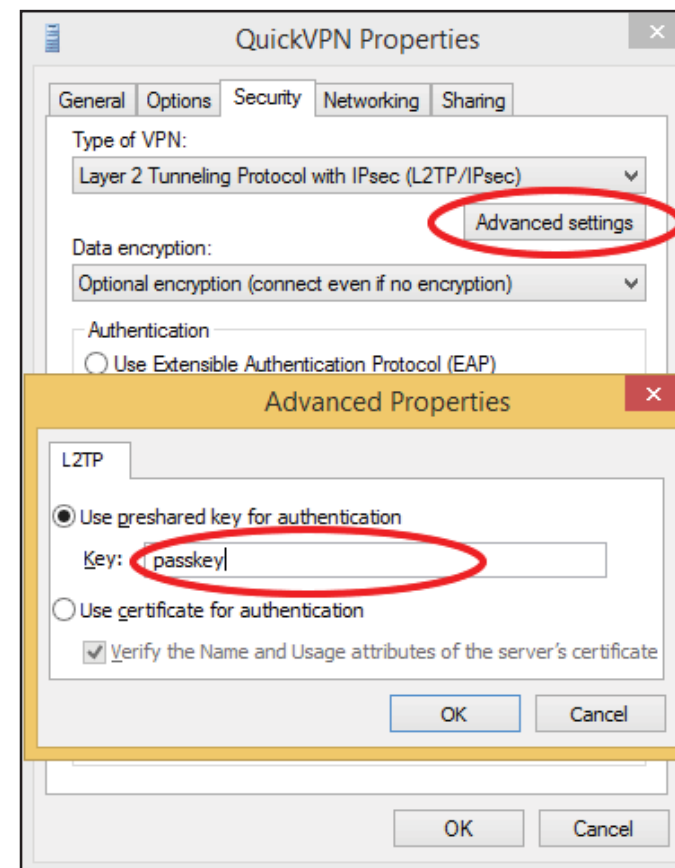 QuickVPN Properties
General Options Security Networking Sharing
Type of VPN:
Layer 2 Tunneling Protocol with IPsec (L2TP/IPsec)
Advanced settings
Data encryption:
Optional encryption (connect even if no encryption)
Authentication
Use Extensible Authentication Protocol (EAP)
Advanced Properties
L2TP
Use preshared key for authentication
Key: passkey
Use certificate for authentication
Verify the Name and Usage attributes of the server's certificate
OK Cancel
OK Cancel